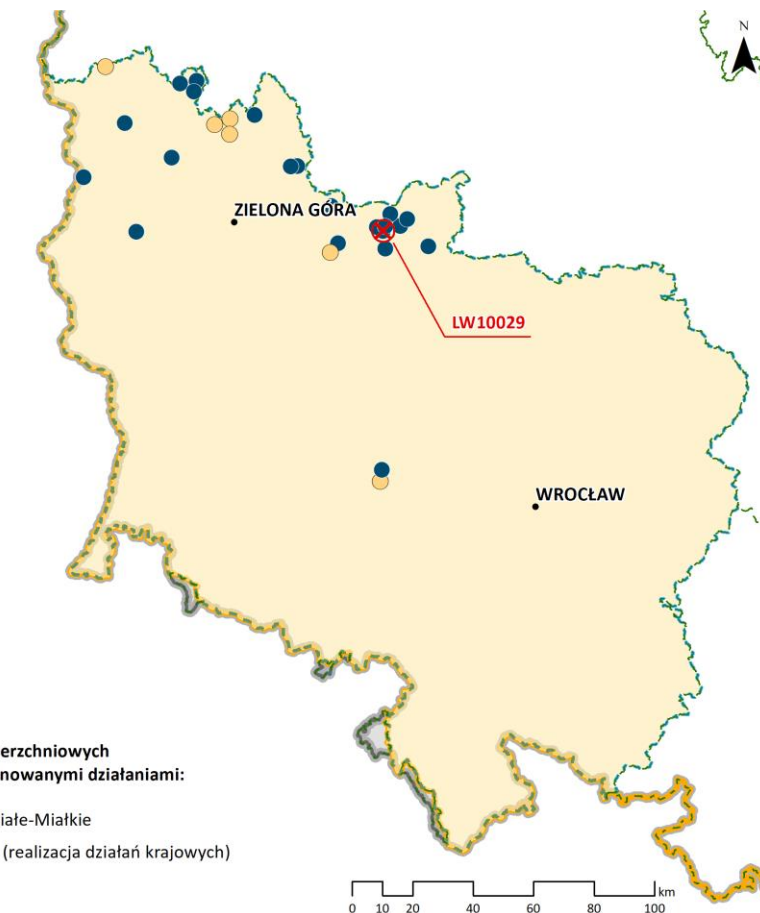 N
ZIELONA GÓRA
LW10029
WROCŁAW
erzchniowych
nowanymi działaniami:
iałe-Miałkie
(realizacja działań krajowych)
km
0 10 20 40 60 80 100